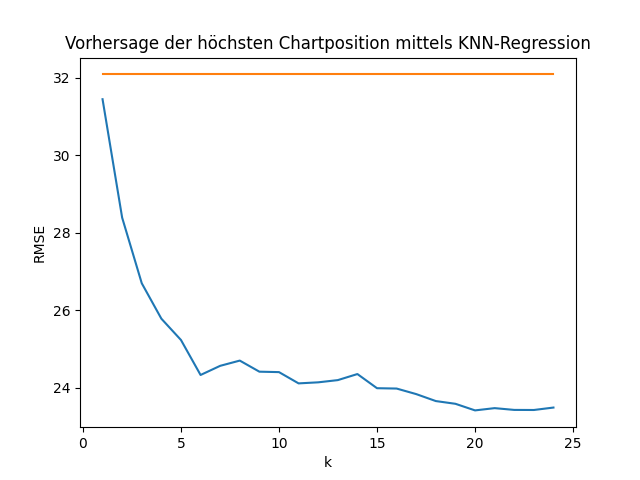 Vorhersage der höchsten Chartposition mittels KNN-Regression
32
30
28
26
24
RMSE
0 5 10 15 20 25
k